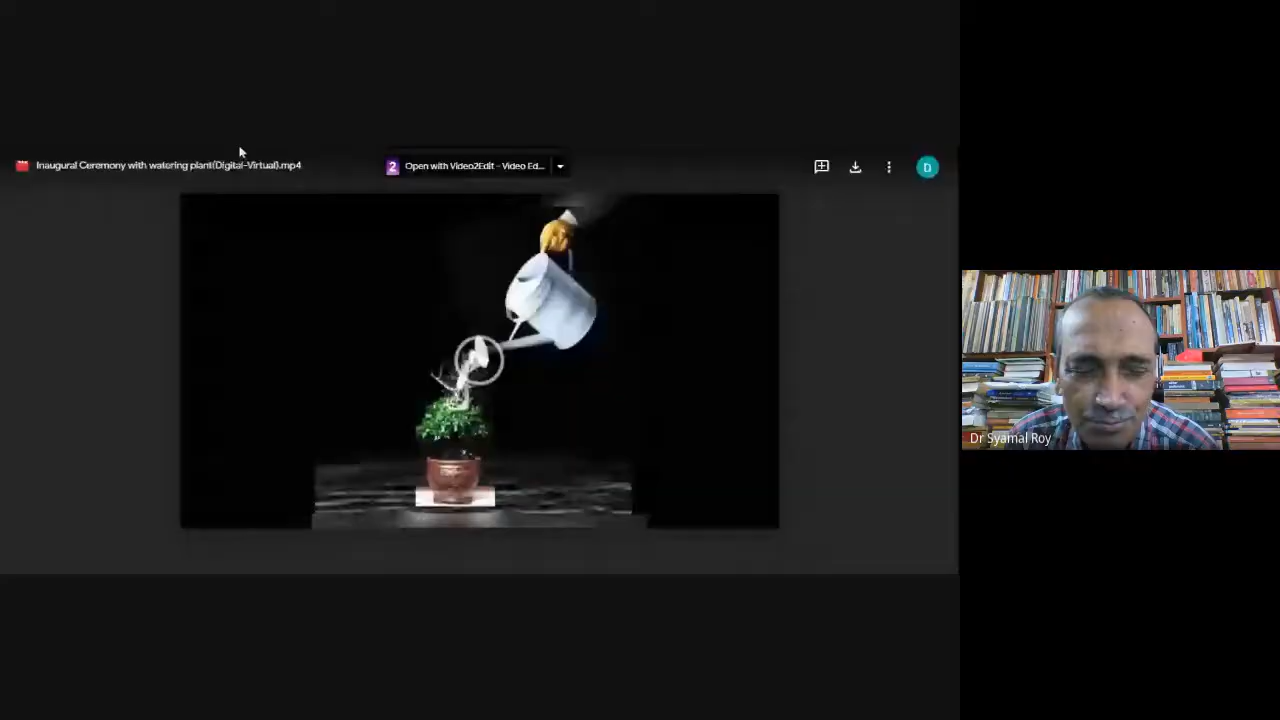 Inaugural Ceremony with watering plant(Digital-Virtual).mp4
2 Open with Video2Edit - Video Ed...
D
Dr Syamal Roy